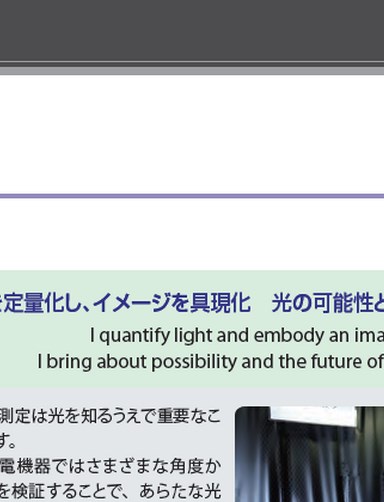 を定量化し、イメージを具現化　光の可能性と
I quantify light and embody an ima
I bring about possibility and the future of
測定は光を知るうえで重要なこ
す。
電機器ではさまざまな角度か
を検証することで、あらたな光